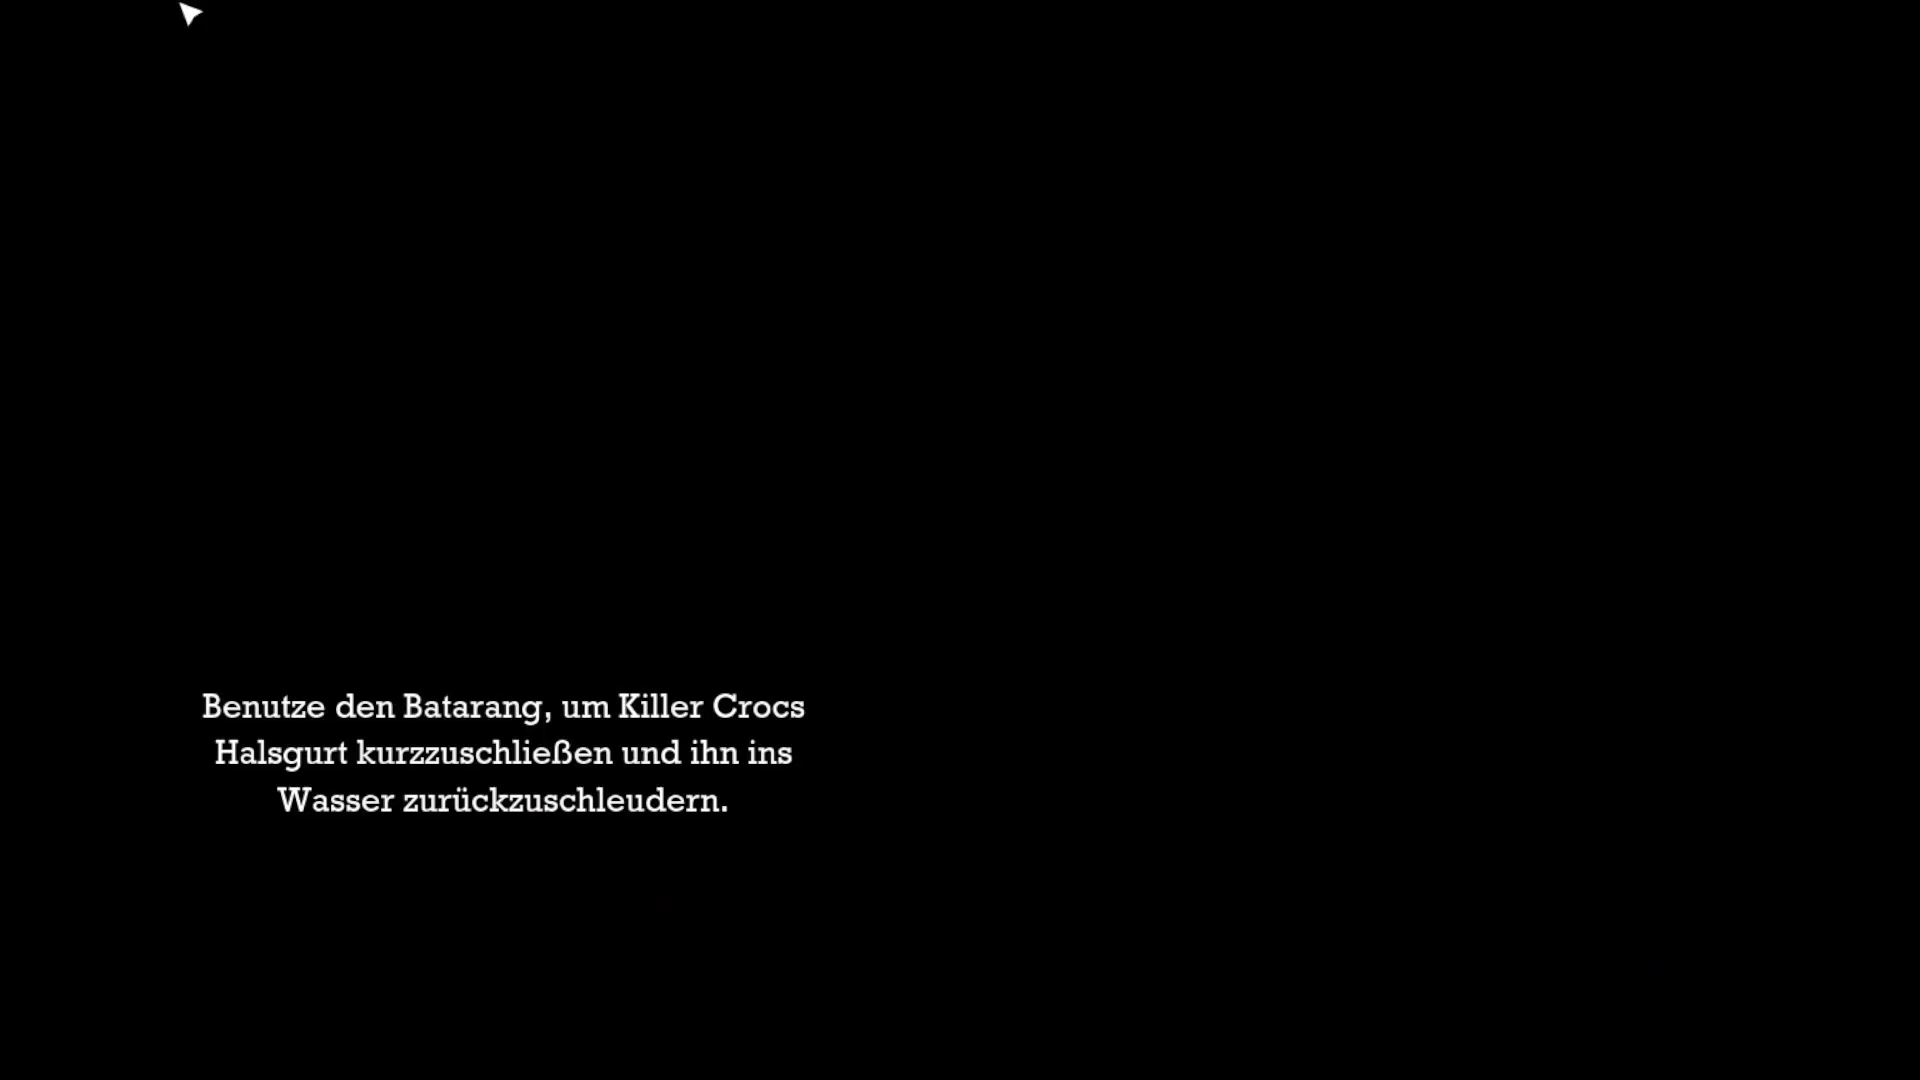 Benutze den Batarang, um Killer Crocs
Halsgurt kurzzuschließen und ihn ins
Wasser zurückzuschleudern.